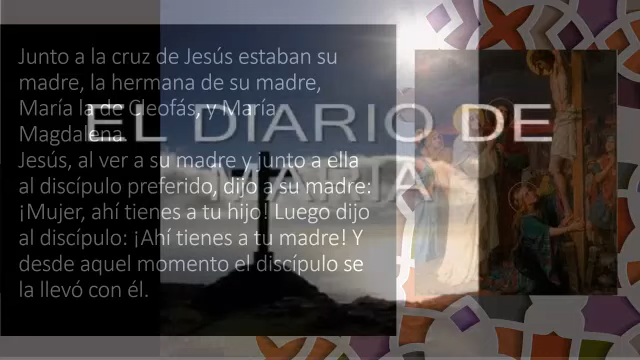 Junto a la cruz de Jesús estaban su
madre, la hermana de su madre,
María la de Cleofás, y María
Magdalena
Jesús, al ver a su madre y junto a ella
al discípulo preferido, dijo a su madre:
¡Mujer, ahí tienes a tu hijo! Luego dijo
al discípulo: ¡Ahí tienes a tu madre! Y
desde aquel momento el discípulo se
la llevó con él.
EL DIARIO DE
MARÍA